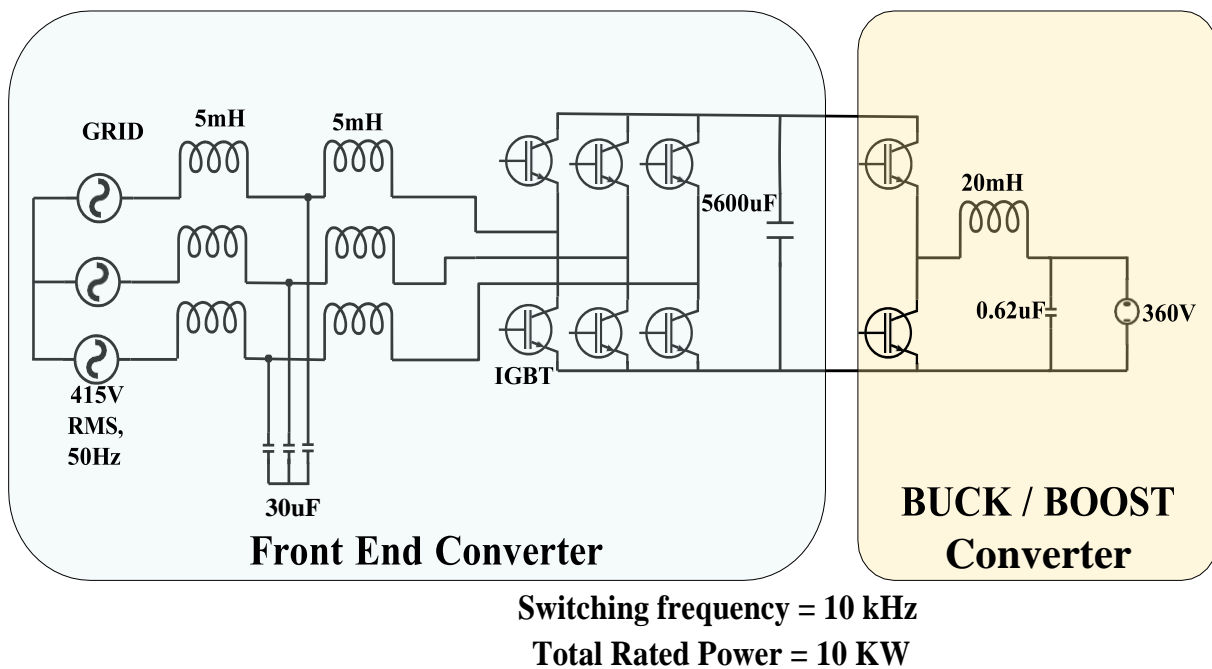 GRID
5mH
5mH
5600uF
20mH
0.62uF
360V
IGBT
415V
RMS,
50Hz
30uF
Front End Converter
BUCK / BOOST
Converter
Switching frequency = 10 kHz
Total Rated Power = 10 KW